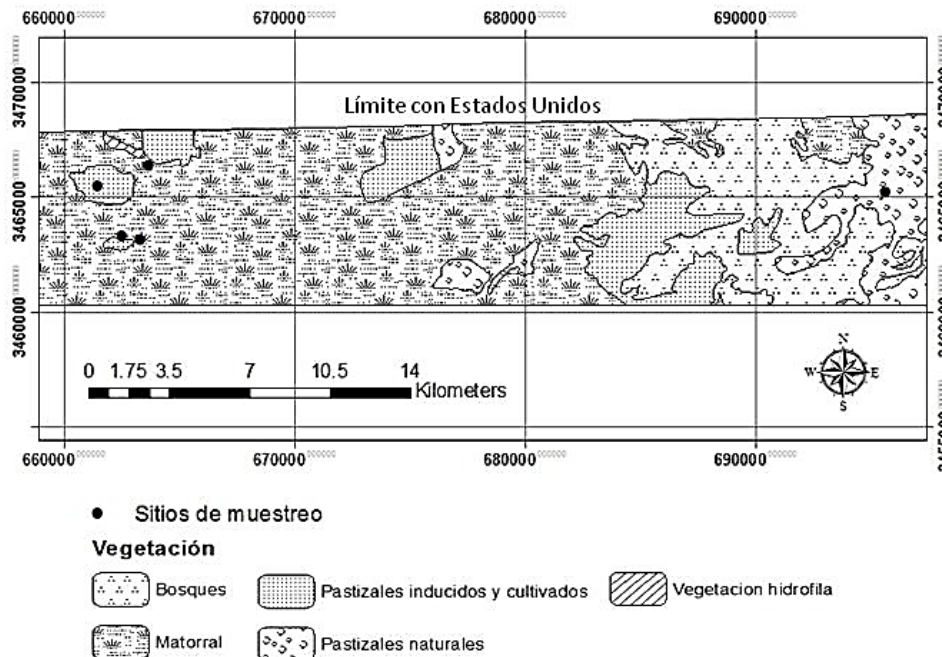 660000 670000 680000 690000
3470000
Límite con Estados Unidos
3465000
3460000
0 1.75 3.5 7 10.5 14
Kilometers
N
W E
S
660000 670000 680000 690000
Sitios de muestreo
Vegetación
Bosques
Pastizales inducidos y cultivados
Vegetacion hidrofila
Matorral
Pastizales naturales